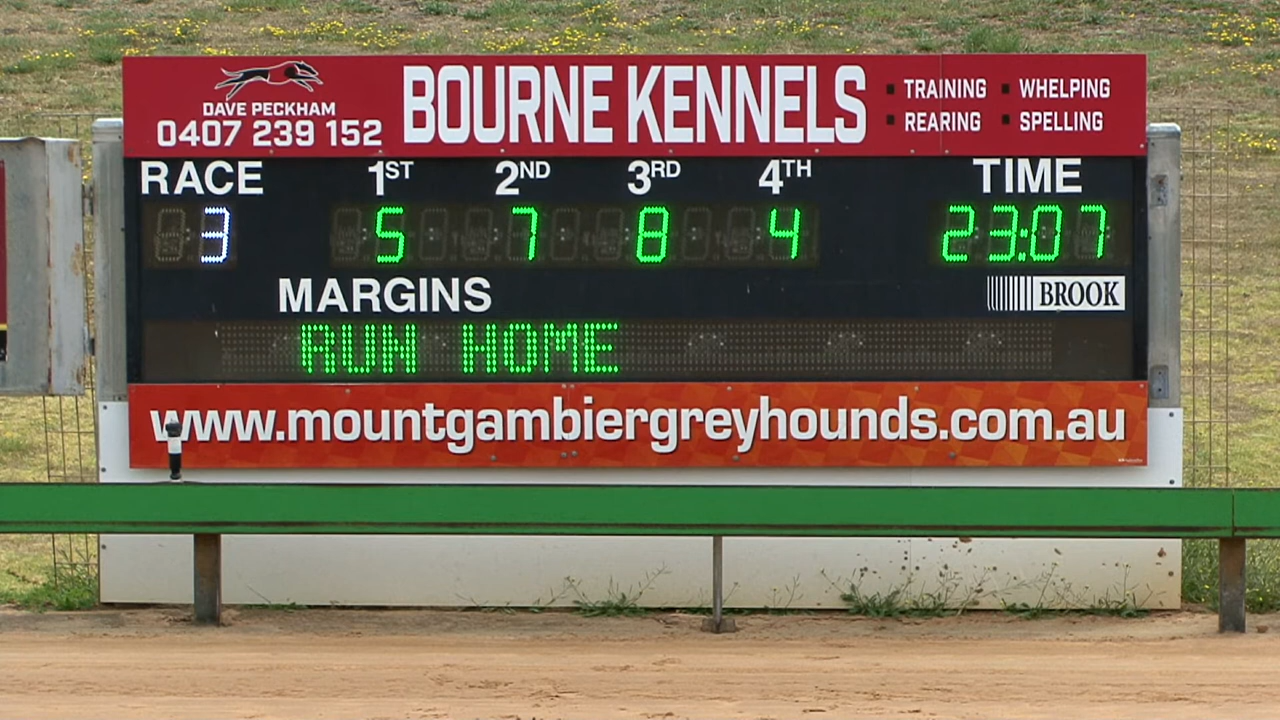 DAVE PECKHAM
0407 239 152
BOURNE KENNELS
▪ TRAINING ▪ WHELPING
▪ REARING ▪ SPELLING
RACE 1ST 2ND 3RD 4TH TIME
3 5 7 8 4 23:07
MARGINS
BROOK
RUN HOME
www.mountgambiergreyhounds.com.au